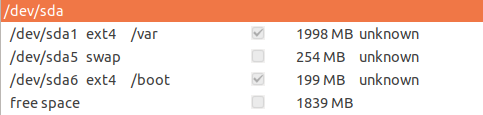 /dev/sda
/dev/sda1 ext4 /var 1998 MB unknown
/dev/sda5 swap 254 MB unknown
/dev/sda6 ext4 /boot 199 MB unknown
free space 1839 MB